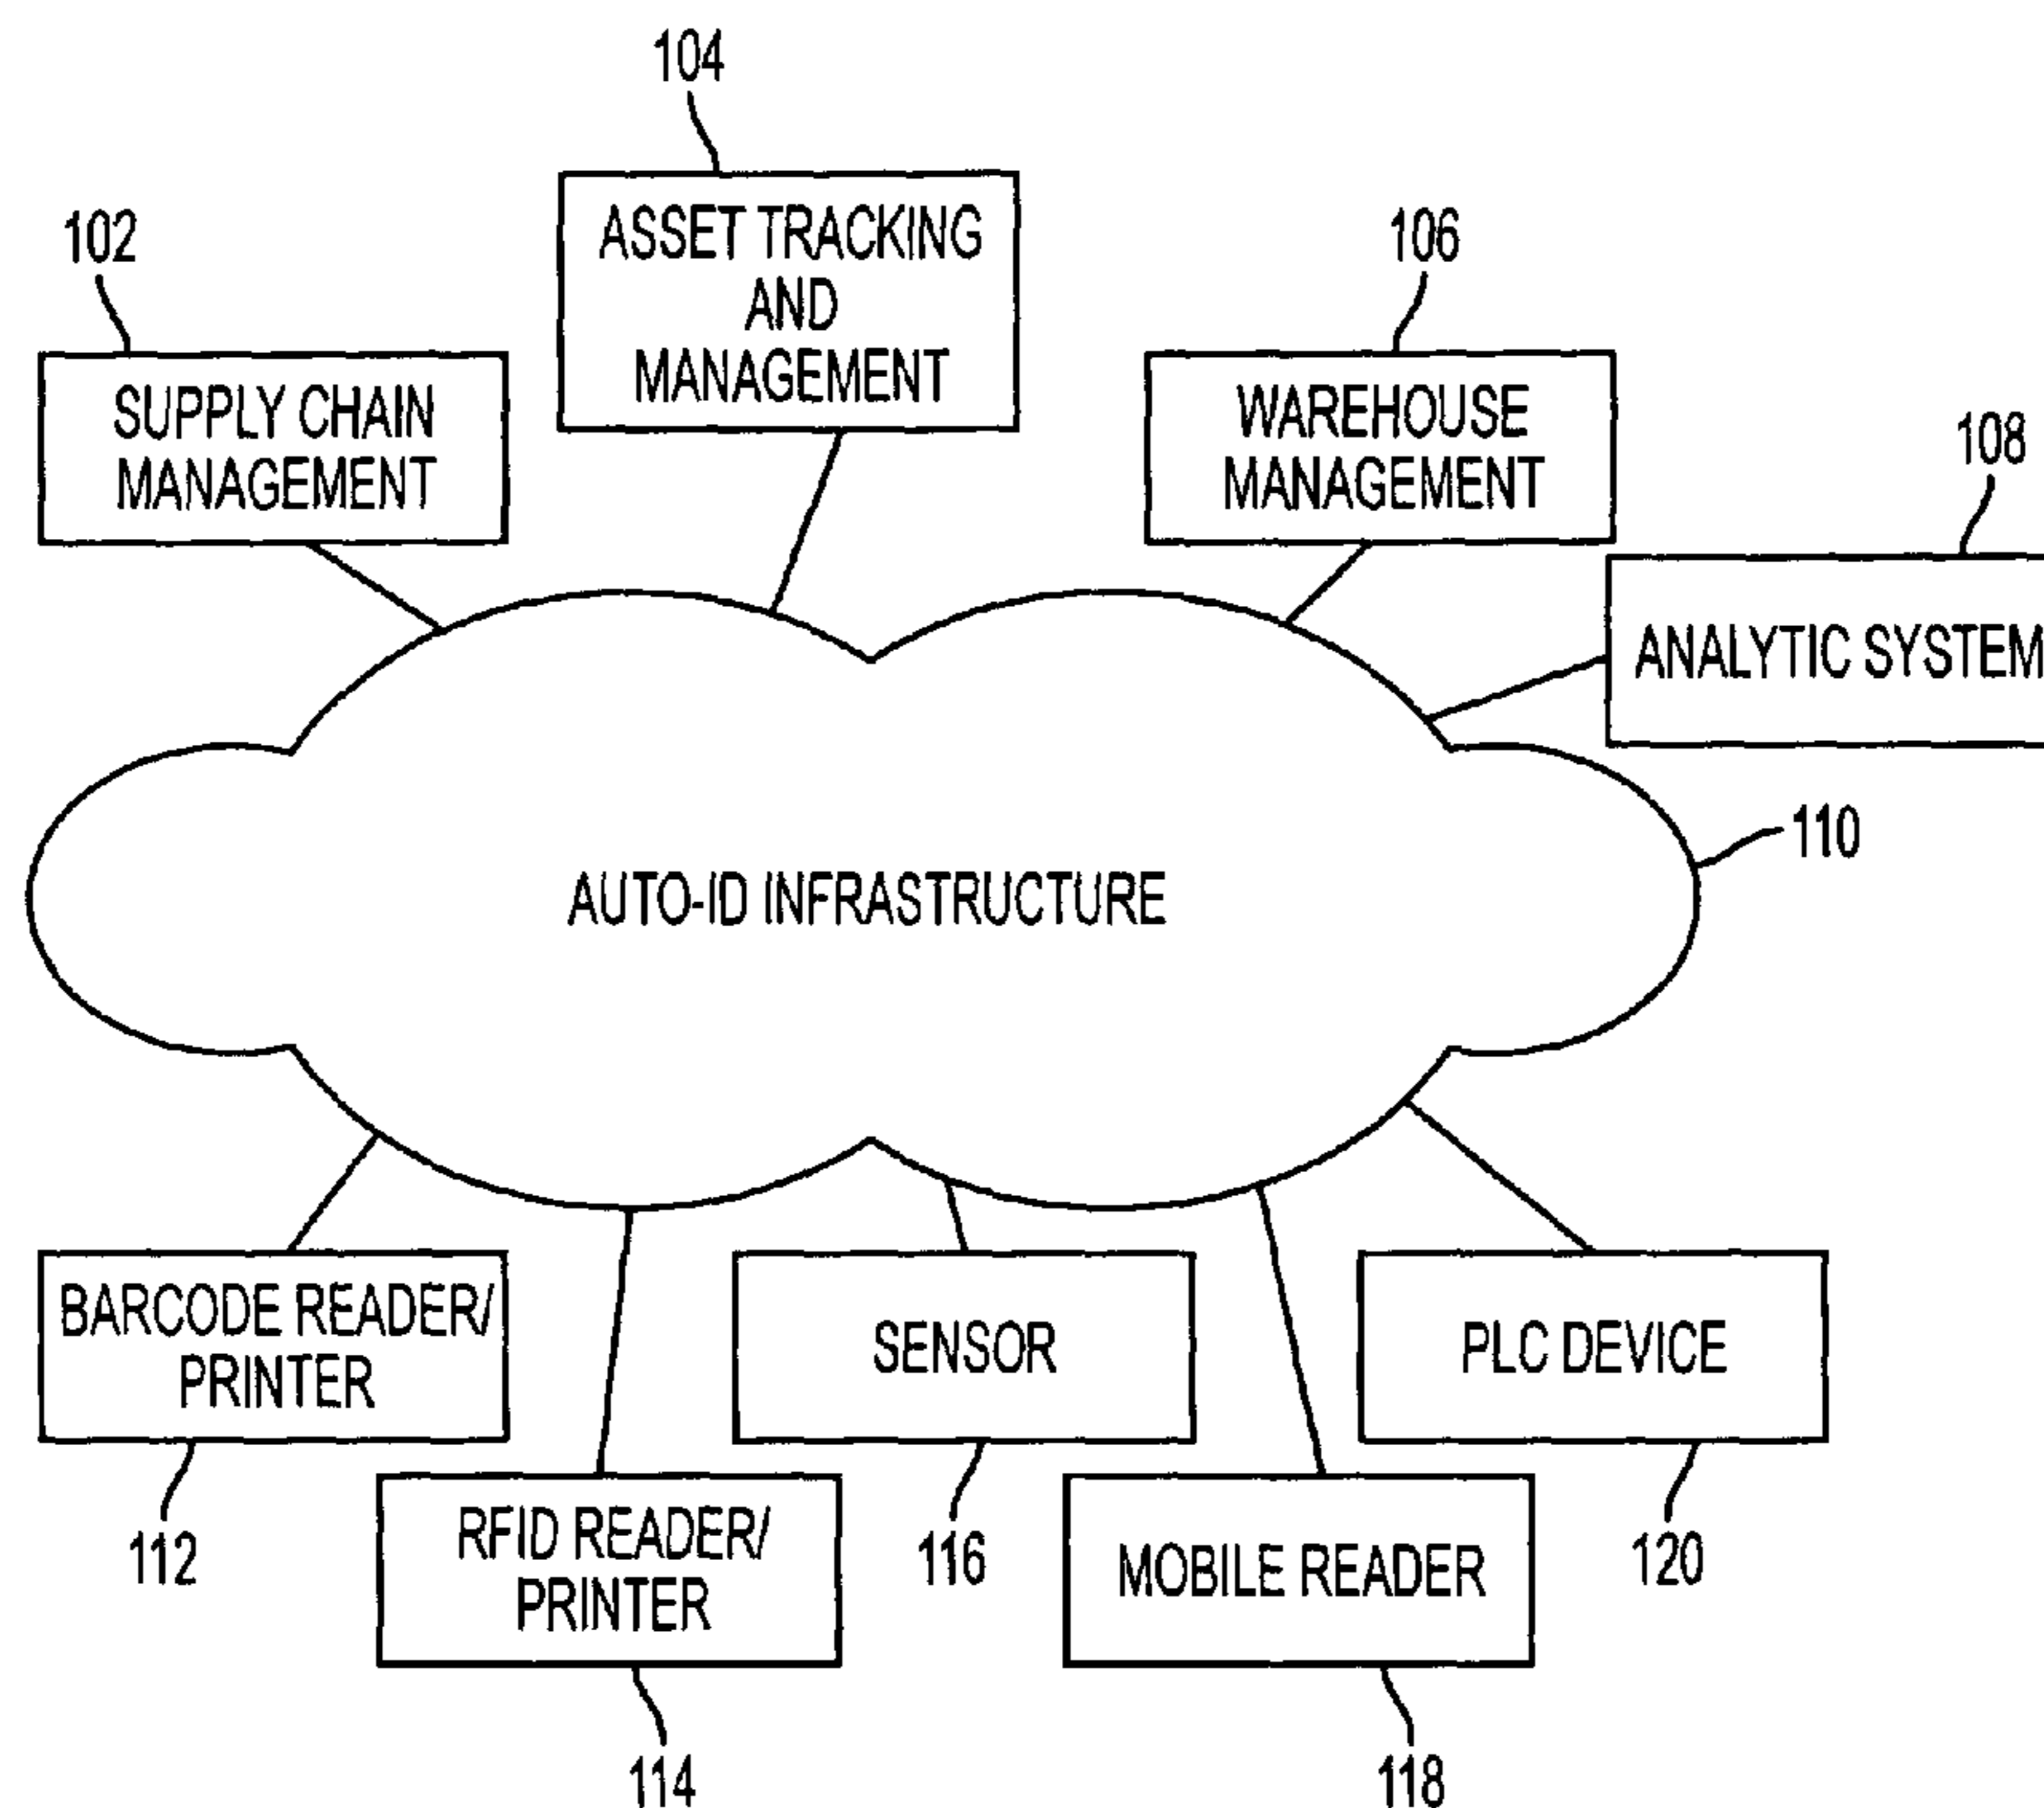 104
ASSET TRACKING
AND
MANAGEMENT
102
SUPPLY CHAIN
MANAGEMENT
106
WAREHOUSE
MANAGEMENT
108
ANALYTIC SYSTEM
110
AUTO-ID INFRASTRUCTURE
BARCODE READER/
PRINTER
112
RFID READER/
PRINTER
114
SENSOR
116
MOBILE READER
118
PLC DEVICE
120